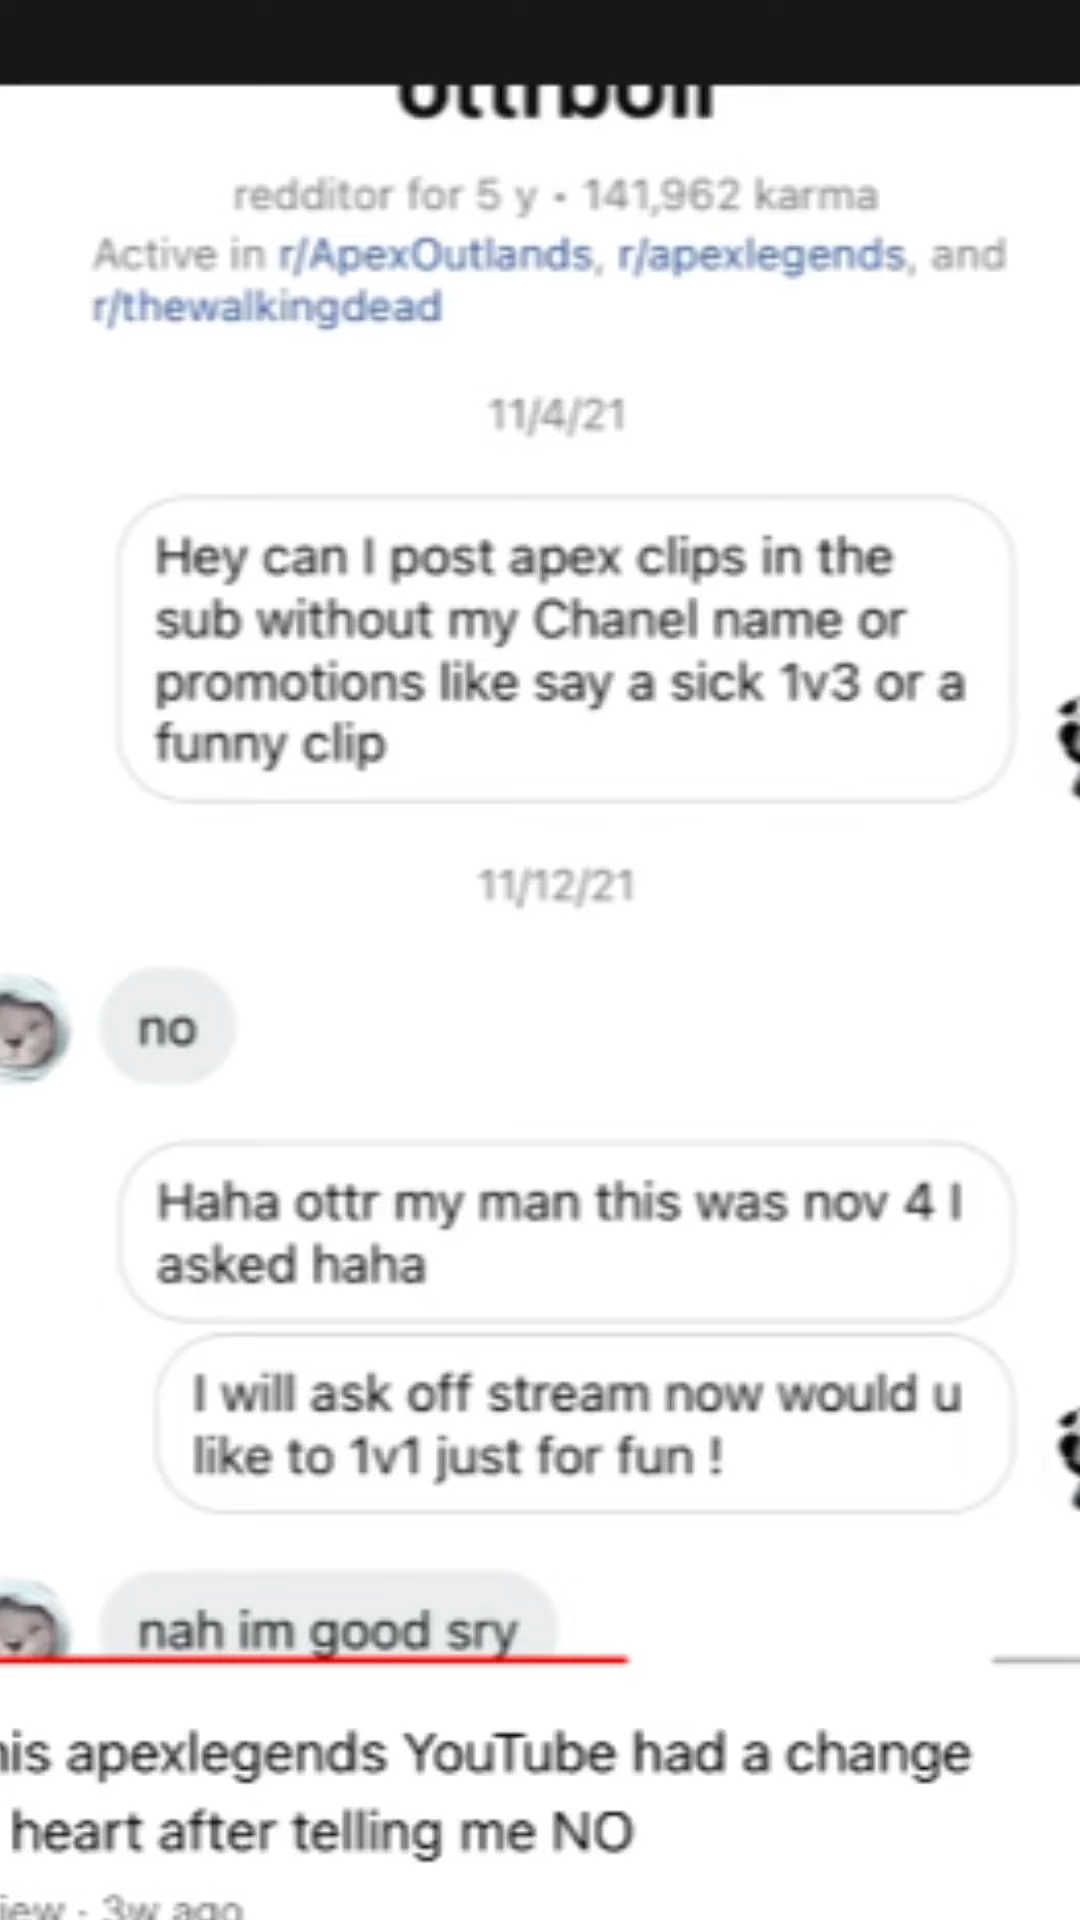 ottrboii
redditor for 5 y • 141,962 karma
Active in r/ApexOutlands, r/apexlegends, and
r/thewalkingdead
11/4/21
Hey can I post apex clips in the
sub without my Chanel name or
promotions like say a sick 1v3 or a
funny clip
11/12/21
no
Haha ottr my man this was nov 4 I
asked haha
I will ask off stream now would u
like to 1v1 just for fun !
nah im good sry
his apexlegends YouTube had a change
heart after telling me NO
iew · 3w ago